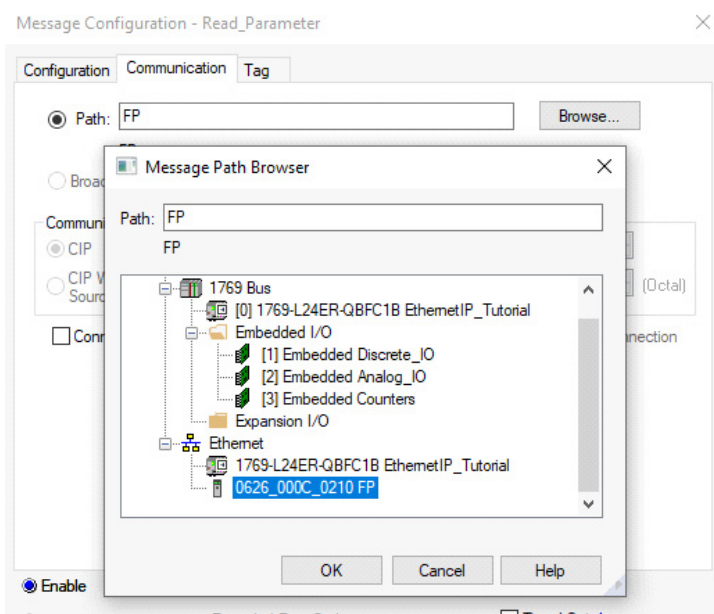 Message Configuration - Read_Parameter
Configuration Communication Tag
Path: FP Browse...
Message Path Browser
Broad
Path: FP
Communi
FP
CIP
CIP W
Sourc
(Octal)
1769 Bus
[0] 1769-L24ER-QBFC1B EthernetIP_Tutorial
Embedded I/O
Conn
nnection
[1] Embedded Discrete_IO
[2] Embedded Analog_IO
[3] Embedded Counters
Expansion I/O
Ethernet
1769-L24ER-QBFC1B EthernetIP_Tutorial
0626_000C_0210 FP
OK Cancel Help
Enable